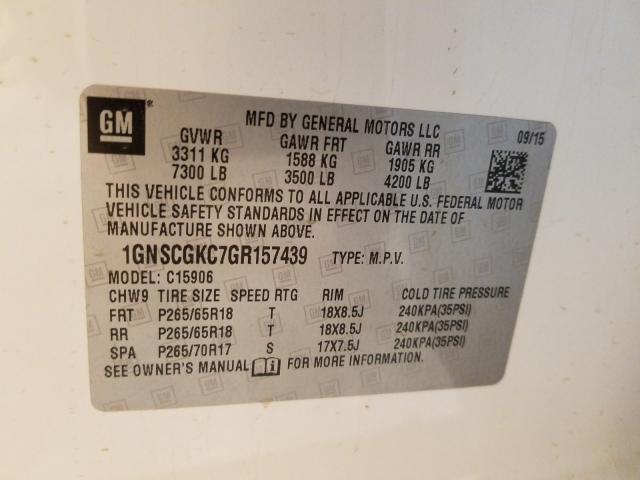 GM
MFD BY GENERAL MOTORS LLC
09/15
GVWR GAWR FRT GAWR RR
3311 KG 1588 KG 1905 KG
7300 LB 3500 LB 4200 LB
THIS VEHICLE CONFORMS TO ALL APPLICABLE U.S. FEDERAL MOTOR
VEHICLE SAFETY STANDARDS IN EFFECT ON THE DATE OF
MANUFACTURE SHOWN ABOVE.
1GNSCGKC7GR157439 TYPE: M.P.V.
MODEL: C15906
CHW9 TIRE SIZE SPEED RTG RIM COLD TIRE PRESSURE
FRT P265/65R18 T 18X8.5J 240KPA(35PSI)
RR P265/65R18 T 18X8.5J 240KPA(35PSI)
SPA P265/70R17 S 17X7.5J 240KPA(35PSI)
SEE OWNER'S MANUAL FOR MORE INFORMATION.